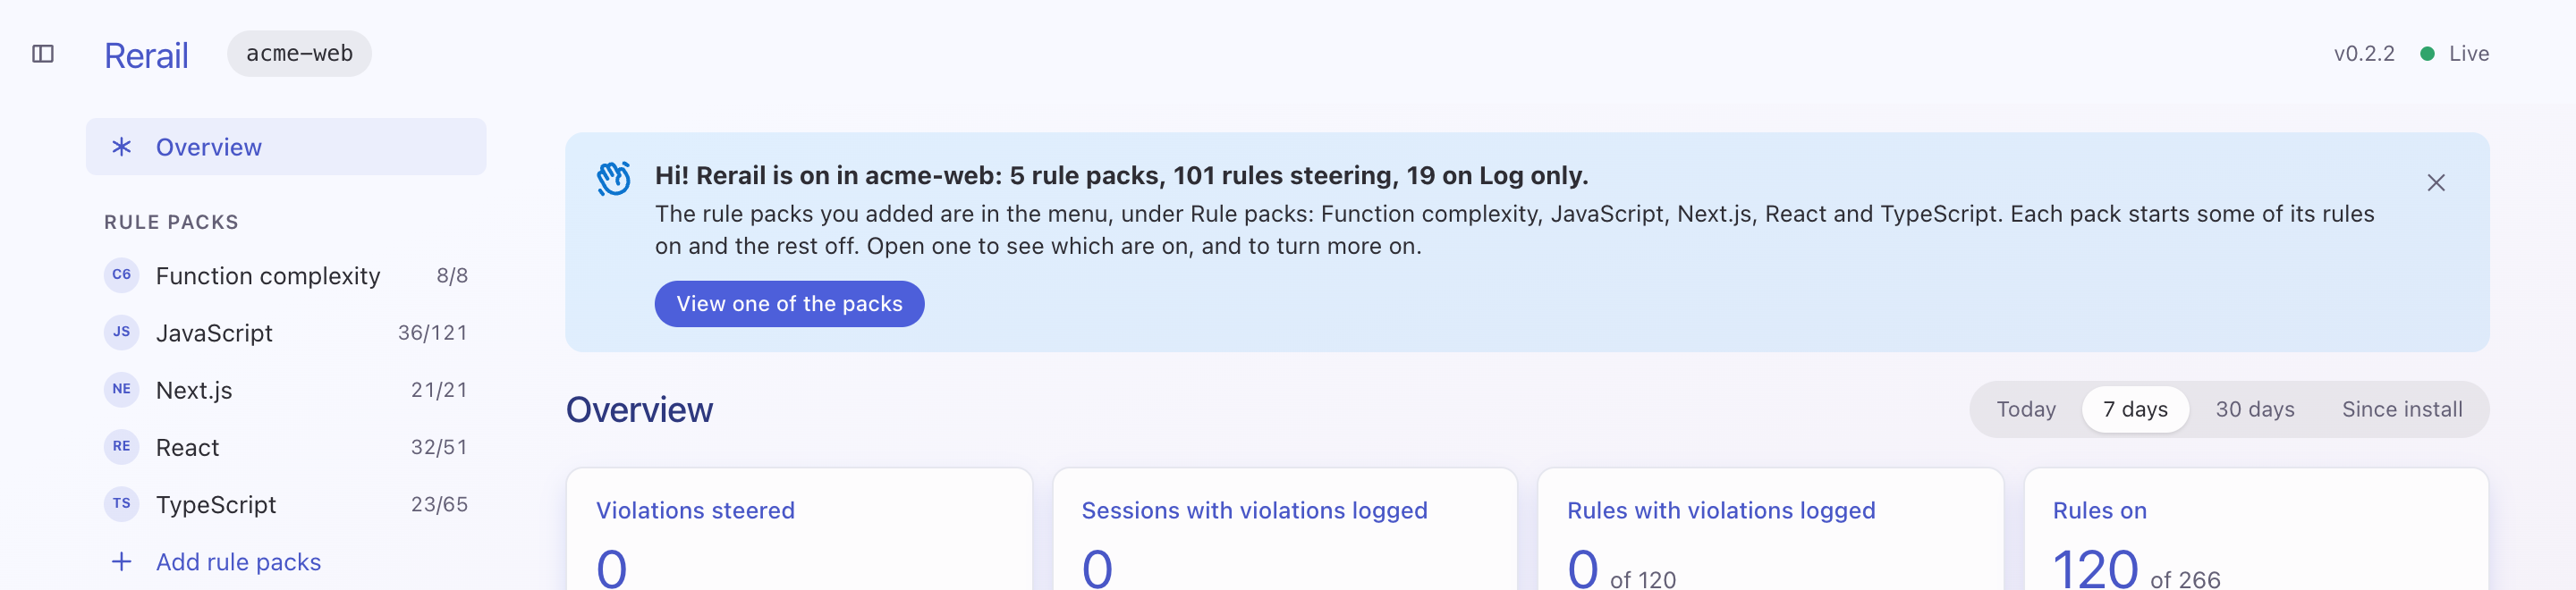 Rerail acme-web
v0.2.2 Live
Overview
RULE PACKS
C6 Function complexity 8/8
JS JavaScript 36/121
NE Next.js 21/21
RE React 32/51
TS TypeScript 23/65
+ Add rule packs
Hi! Rerail is on in acme-web: 5 rule packs, 101 rules steering, 19 on Log only.
The rule packs you added are in the menu, under Rule packs: Function complexity, JavaScript, Next.js, React and TypeScript. Each pack starts some of its rules
on and the rest off. Open one to see which are on, and to turn more on.
View one of the packs
Overview
Today 7 days 30 days Since install
Violations steered
0
Sessions with violations logged
0
Rules with violations logged
0 of 120
Rules on
120 of 266